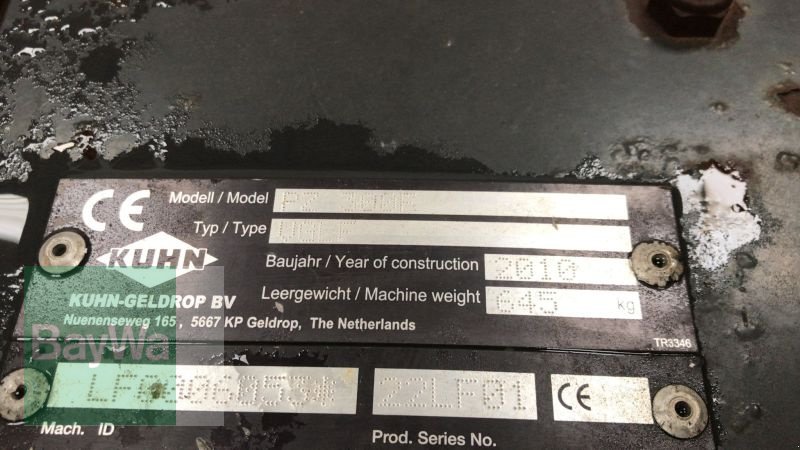 CE
Modell / Model
Typ / Type
KUHN
Baujahr / Year of construction 2010
Leergewicht / Machine weight 645 kg
KUHN-GELDROP BV
Nuenenseweg 165 , 5667 KP Geldrop, The Netherlands
TR3346
BayWa
22LF01 CE
Mach. ID
Prod. Series No.